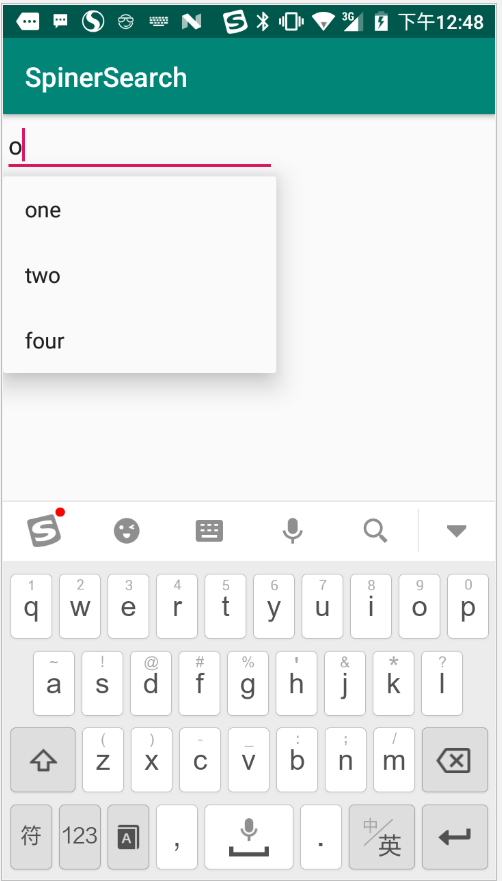 3G 下午12:48
SpinerSearch
o
one
two
four
1 2 3 4 5 6 7 8 9 0
q w e r t y u i o p
~ ! @ # % ' & * ?
a s d f g h j k l
( ) - _ : ; /
z x c v b n m
符 123 A , . 中/英